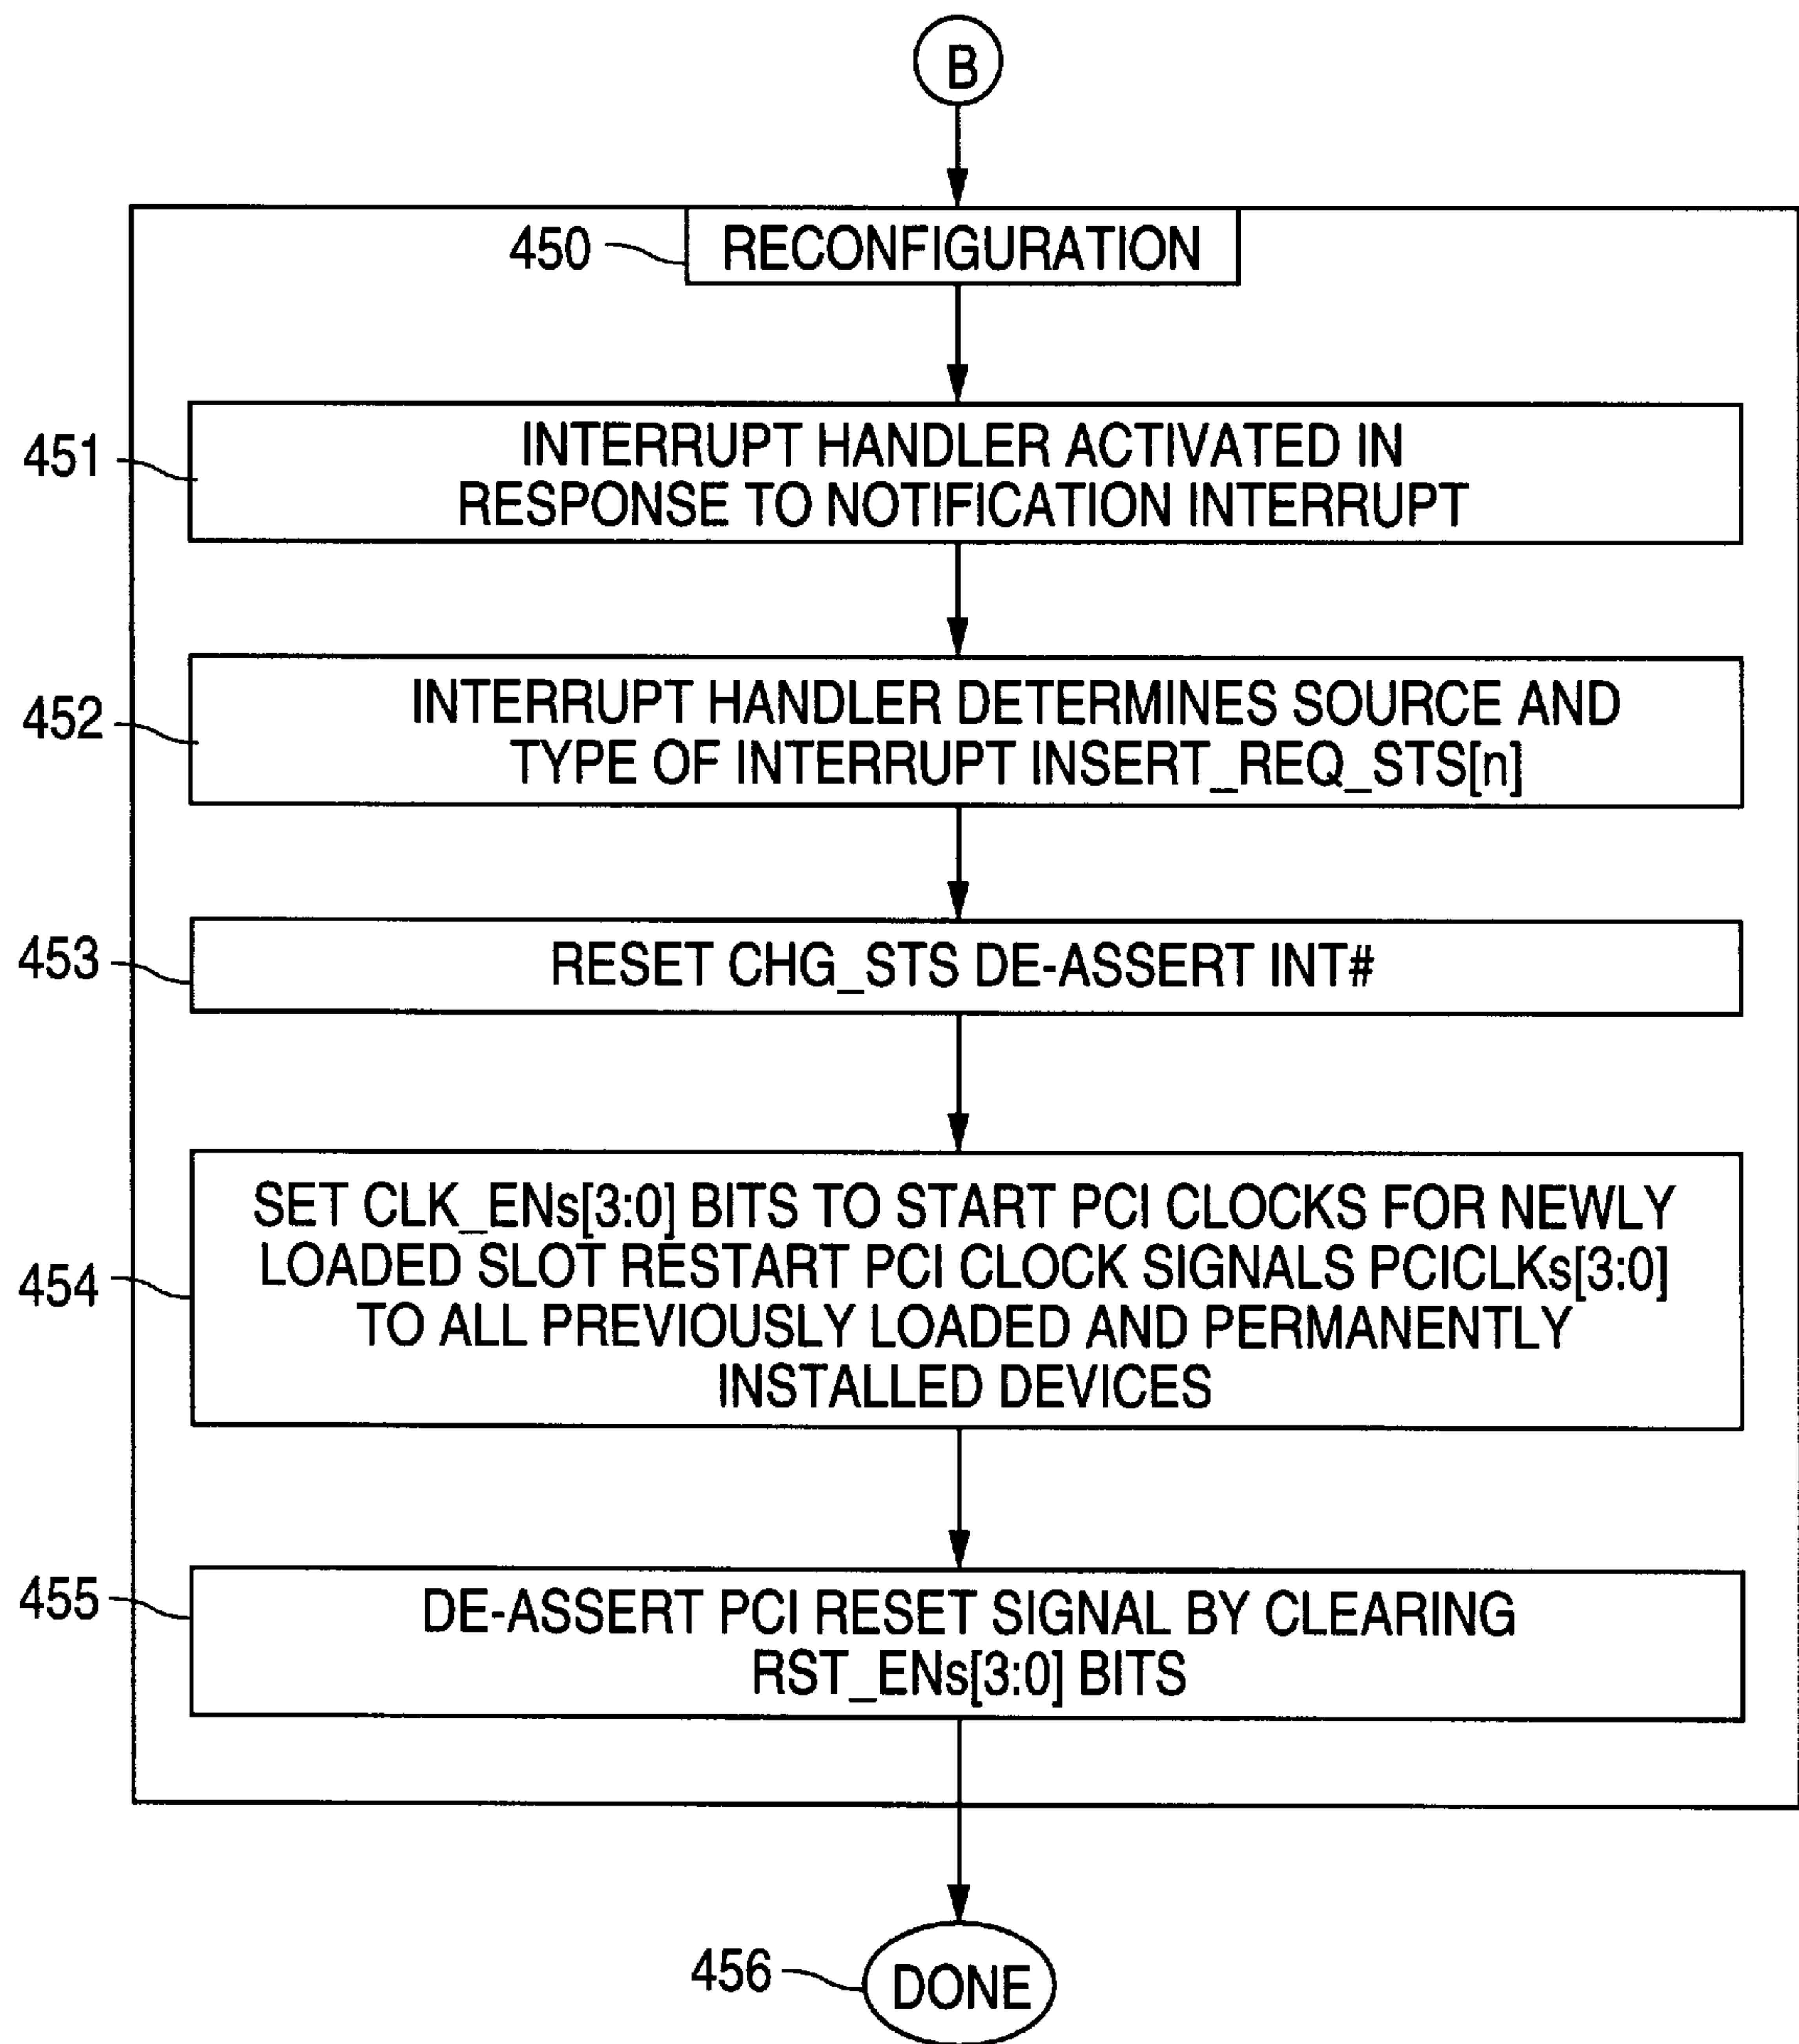 B
450
RECONFIGURATION
451
INTERRUPT HANDLER ACTIVATED IN
RESPONSE TO NOTIFICATION INTERRUPT
452
INTERRUPT HANDLER DETERMINES SOURCE AND
TYPE OF INTERRUPT INSERT_REQ_STS[n]
453
RESET CHG_STS DE-ASSERT INT#
454
SET CLK_ENs[3:0] BITS TO START PCI CLOCKS FOR NEWLY
LOADED SLOT RESTART PCI CLOCK SIGNALS PCICLKs[3:0]
TO ALL PREVIOUSLY LOADED AND PERMANENTLY
INSTALLED DEVICES
455
DE-ASSERT PCI RESET SIGNAL BY CLEARING
RST_ENs[3:0] BITS
456
DONE